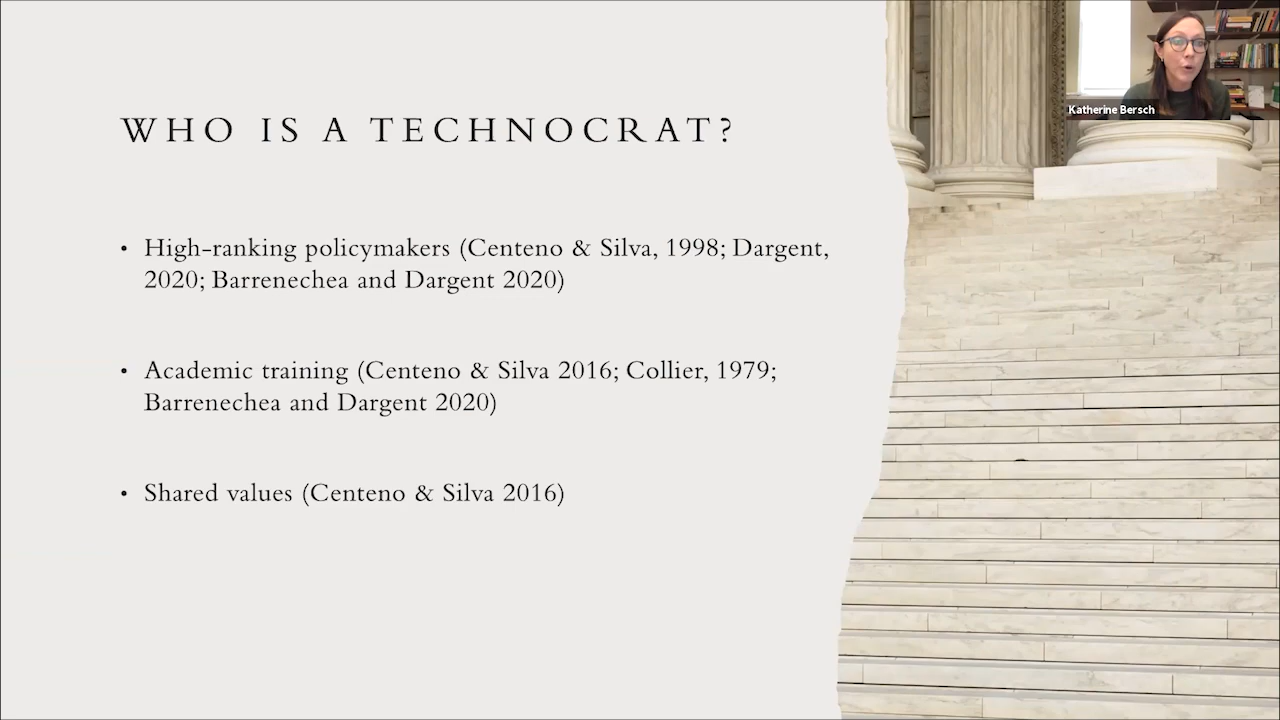 WHO IS A TECHNOCRAT?
• High-ranking policymakers (Centeno & Silva, 1998; Dargent,
2020; Barrenechea and Dargent 2020)
• Academic training (Centeno & Silva 2016; Collier, 1979;
Barrenechea and Dargent 2020)
• Shared values (Centeno & Silva 2016)
Katherine Bersch